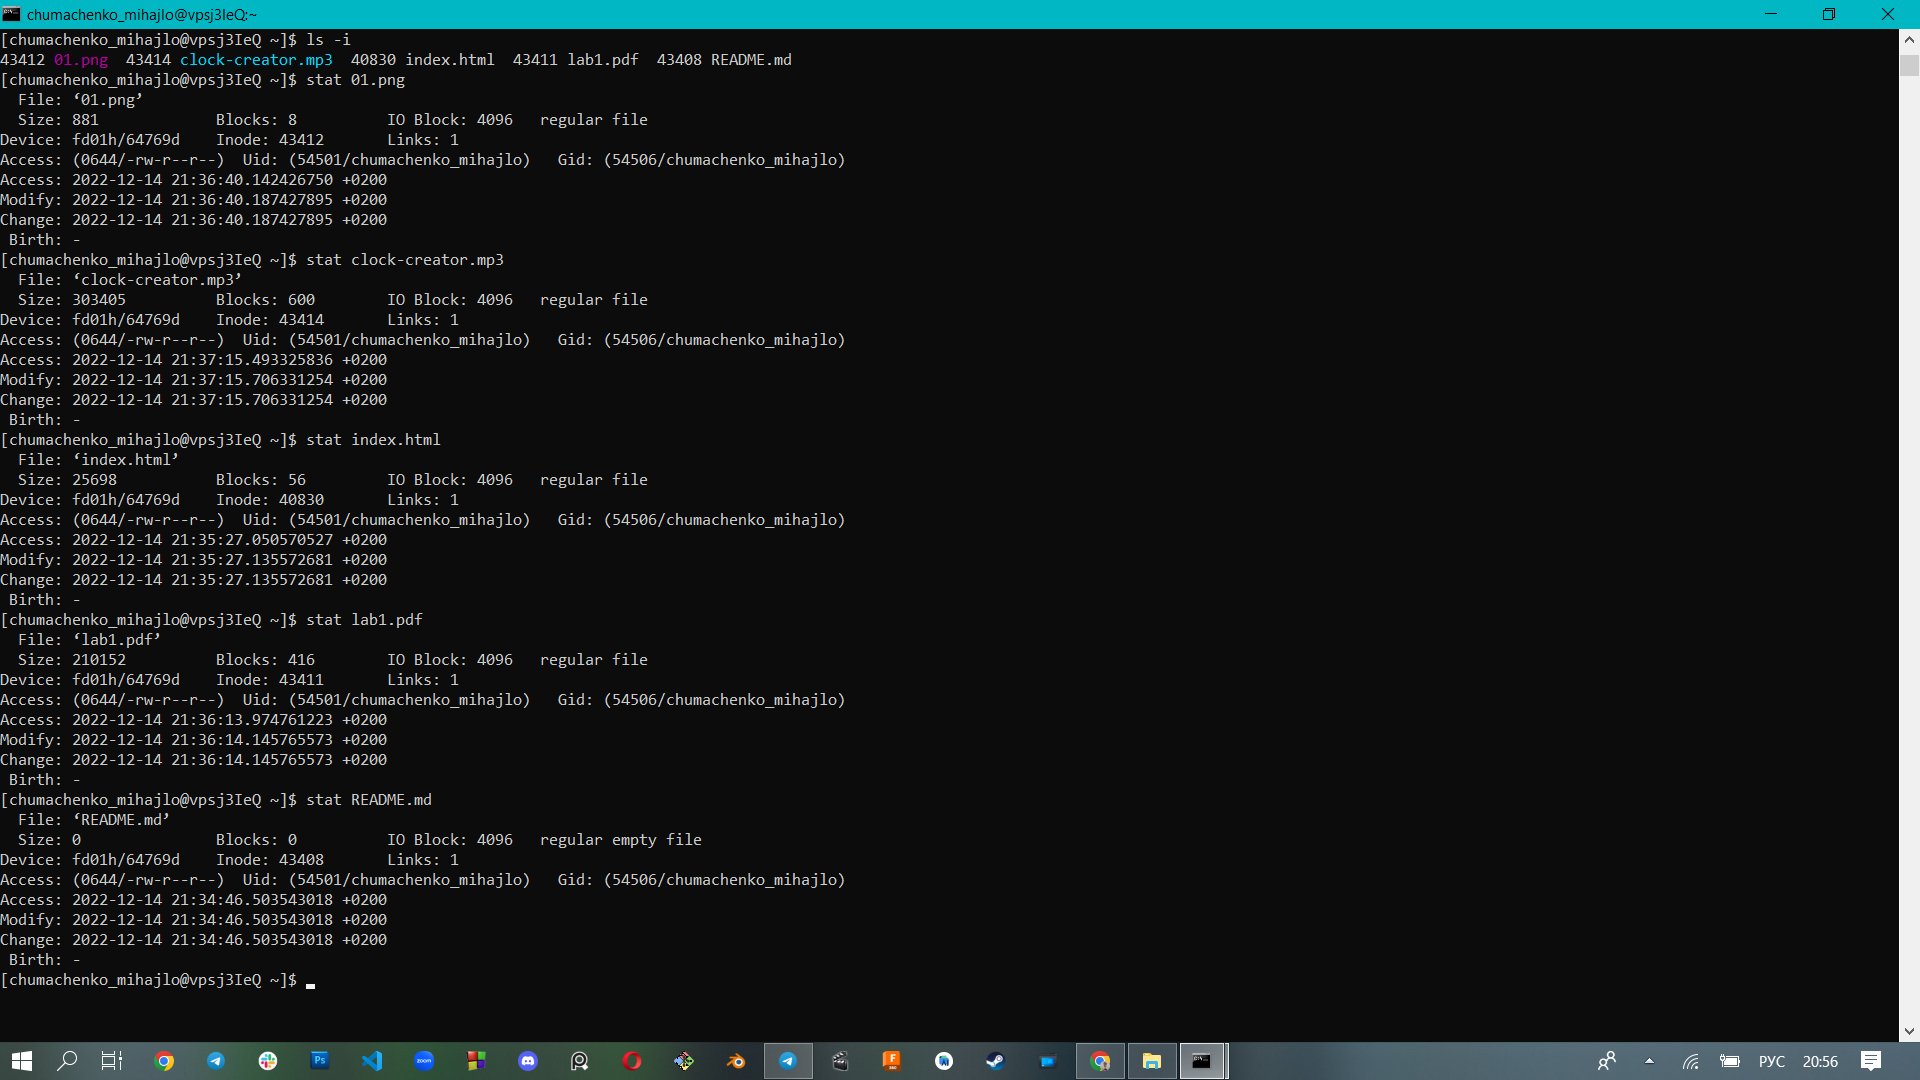 chumachenko_mihajlo@vpsj3IeQ:~
[chumachenko_mihajlo@vpsj3IeQ ~]$ ls -i
43412 01.png  43414 clock-creator.mp3  40830 index.html  43411 lab1.pdf  43408 README.md
[chumachenko_mihajlo@vpsj3IeQ ~]$ stat 01.png
  File: ‘01.png’
  Size: 881             Blocks: 8          IO Block: 4096   regular file
Device: fd01h/64769d    Inode: 43412       Links: 1
Access: (0644/-rw-r--r--)  Uid: (54501/chumachenko_mihajlo)   Gid: (54506/chumachenko_mihajlo)
Access: 2022-12-14 21:36:40.142426750 +0200
Modify: 2022-12-14 21:36:40.187427895 +0200
Change: 2022-12-14 21:36:40.187427895 +0200
 Birth: -
[chumachenko_mihajlo@vpsj3IeQ ~]$ stat clock-creator.mp3
  File: ‘clock-creator.mp3’
  Size: 303405          Blocks: 600        IO Block: 4096   regular file
Device: fd01h/64769d    Inode: 43414       Links: 1
Access: (0644/-rw-r--r--)  Uid: (54501/chumachenko_mihajlo)   Gid: (54506/chumachenko_mihajlo)
Access: 2022-12-14 21:37:15.493325836 +0200
Modify: 2022-12-14 21:37:15.706331254 +0200
Change: 2022-12-14 21:37:15.706331254 +0200
 Birth: -
[chumachenko_mihajlo@vpsj3IeQ ~]$ stat index.html
  File: ‘index.html’
  Size: 25698           Blocks: 56         IO Block: 4096   regular file
Device: fd01h/64769d    Inode: 40830       Links: 1
Access: (0644/-rw-r--r--)  Uid: (54501/chumachenko_mihajlo)   Gid: (54506/chumachenko_mihajlo)
Access: 2022-12-14 21:35:27.050570527 +0200
Modify: 2022-12-14 21:35:27.135572681 +0200
Change: 2022-12-14 21:35:27.135572681 +0200
 Birth: -
[chumachenko_mihajlo@vpsj3IeQ ~]$ stat lab1.pdf
  File: ‘lab1.pdf’
  Size: 210152          Blocks: 416        IO Block: 4096   regular file
Device: fd01h/64769d    Inode: 43411       Links: 1
Access: (0644/-rw-r--r--)  Uid: (54501/chumachenko_mihajlo)   Gid: (54506/chumachenko_mihajlo)
Access: 2022-12-14 21:36:13.974761223 +0200
Modify: 2022-12-14 21:36:14.145765573 +0200
Change: 2022-12-14 21:36:14.145765573 +0200
 Birth: -
[chumachenko_mihajlo@vpsj3IeQ ~]$ stat README.md
  File: ‘README.md’
  Size: 0               Blocks: 0          IO Block: 4096   regular empty file
Device: fd01h/64769d    Inode: 43408       Links: 1
Access: (0644/-rw-r--r--)  Uid: (54501/chumachenko_mihajlo)   Gid: (54506/chumachenko_mihajlo)
Access: 2022-12-14 21:34:46.503543018 +0200
Modify: 2022-12-14 21:34:46.503543018 +0200
Change: 2022-12-14 21:34:46.503543018 +0200
 Birth: -
[chumachenko_mihajlo@vpsj3IeQ ~]$
Ps zoom РУС 20:56